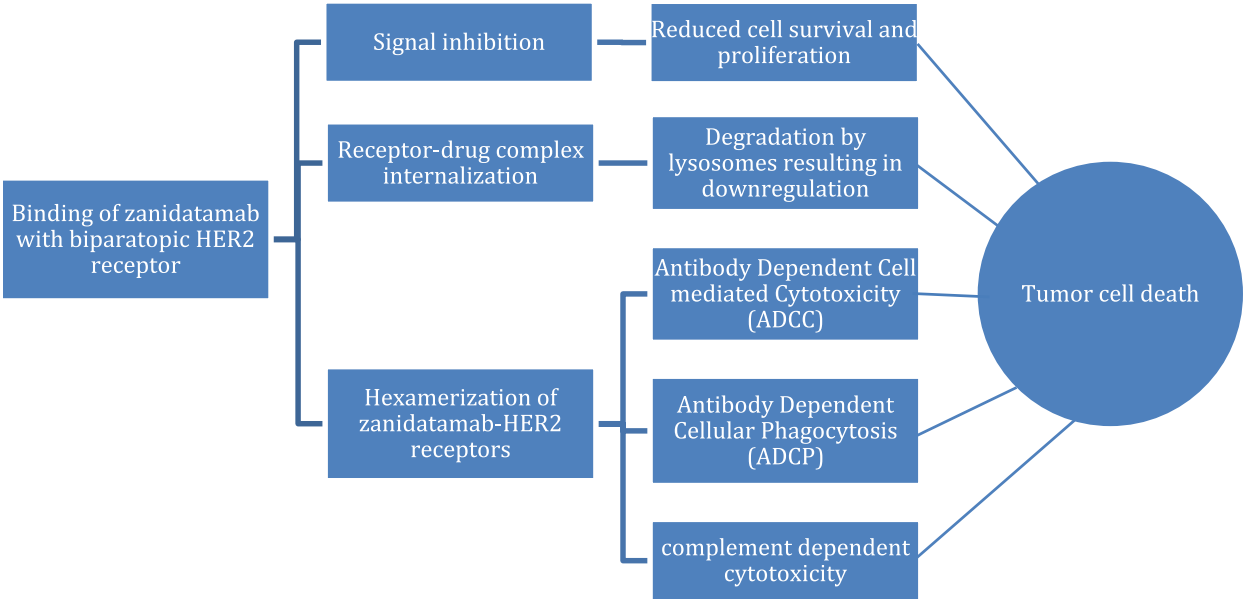 Signal inhibition
Reduced cell survival and
proliferation
Receptor-drug complex
internalization
Degradation by
lysosomes resulting in
downregulation
Binding of zanidatamab
with biparatopic HER2
receptor
Antibody Dependent Cell
mediated Cytotoxicity
(ADCC)
Tumor cell death
Hexamerization of
zanidatamab-HER2
receptors
Antibody Dependent
Cellular Phagocytosis
(ADCP)
complement dependent
cytotoxicity